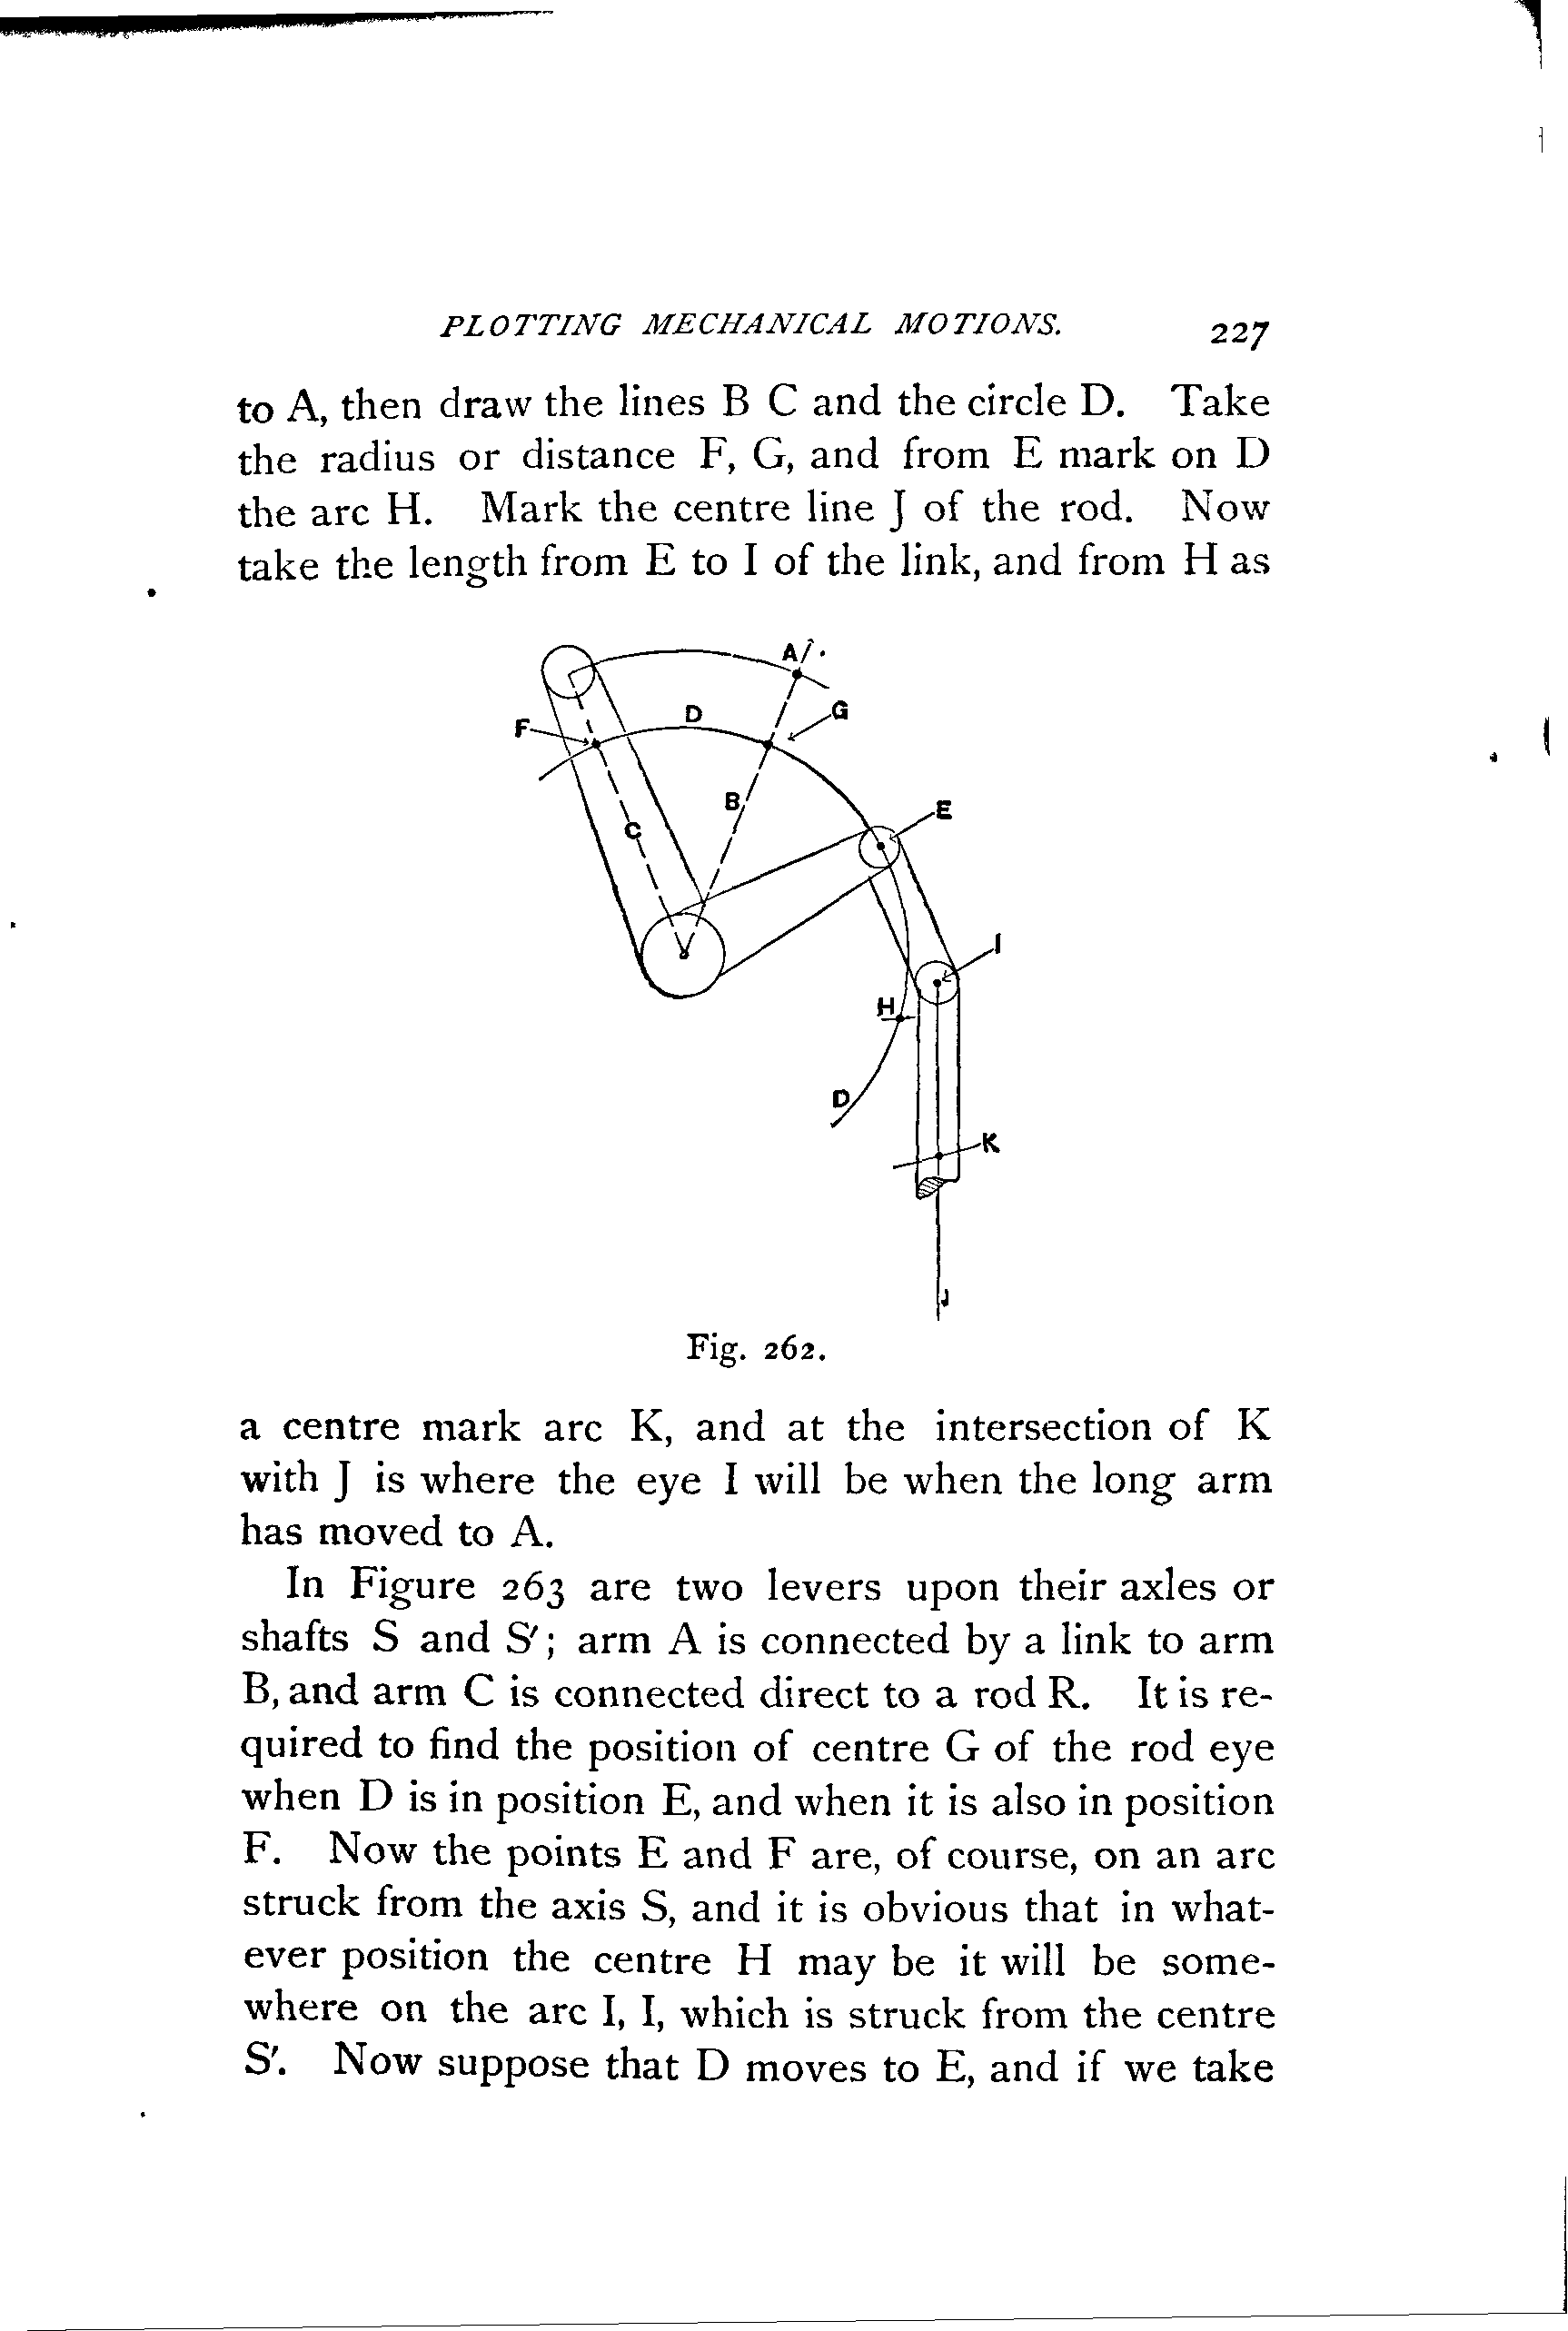 PLOTTING MECHANICAL MOTIONS. 227
to A, then draw the lines B C and the circle D. Take
the radius or distance F, G, and from E mark on D
the arc H. Mark the centre line J of the rod. Now
take the length from E to I of the link, and from H as
A
G
D
F
B
E
C
I
H
D
K
J
Fig. 262.
a centre mark arc K, and at the intersection of K
with J is where the eye I will be when the long arm
has moved to A.
In Figure 263 are two levers upon their axles or
shafts S and S′; arm A is connected by a link to arm
B, and arm C is connected direct to a rod R. It is re-
quired to find the position of centre G of the rod eye
when D is in position E, and when it is also in position
F. Now the points E and F are, of course, on an arc
struck from the axis S, and it is obvious that in what-
ever position the centre H may be it will be some-
where on the arc I, I, which is struck from the centre
S′. Now suppose that D moves to E, and if we take